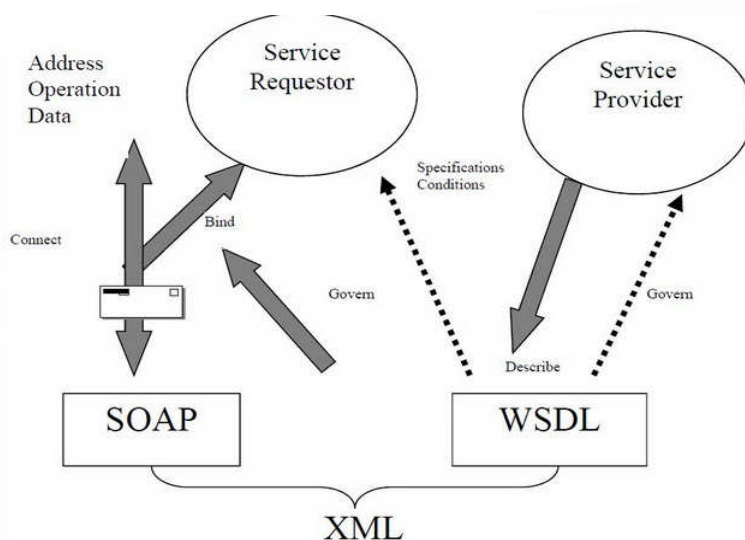 Address
Operation
Data
Service
Requestor
Service
Provider
Specifications
Conditions
Bind
Connect
Govern
Govern
Describe
SOAP
WSDL
XML